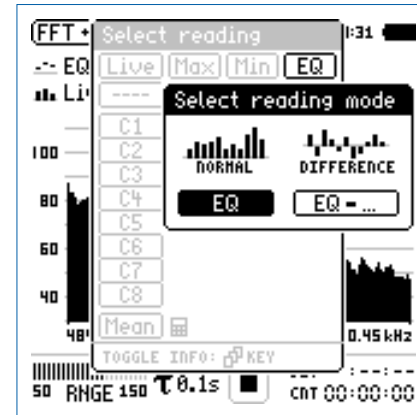 FFT
Select reading
:31
EQ
Live Max Min EQ
Li
----
Select reading mode
C1
100
C2
NORMAL DIFFERENCE
C3
80
C4
EQ EQ - ...
C5
60
C6
C7
40
C8
Mean
48 0.45 kHz
TOGGLE INFO: KEY
50 RNGE 150 τ 0.1s --:--
CNT 00:00:00